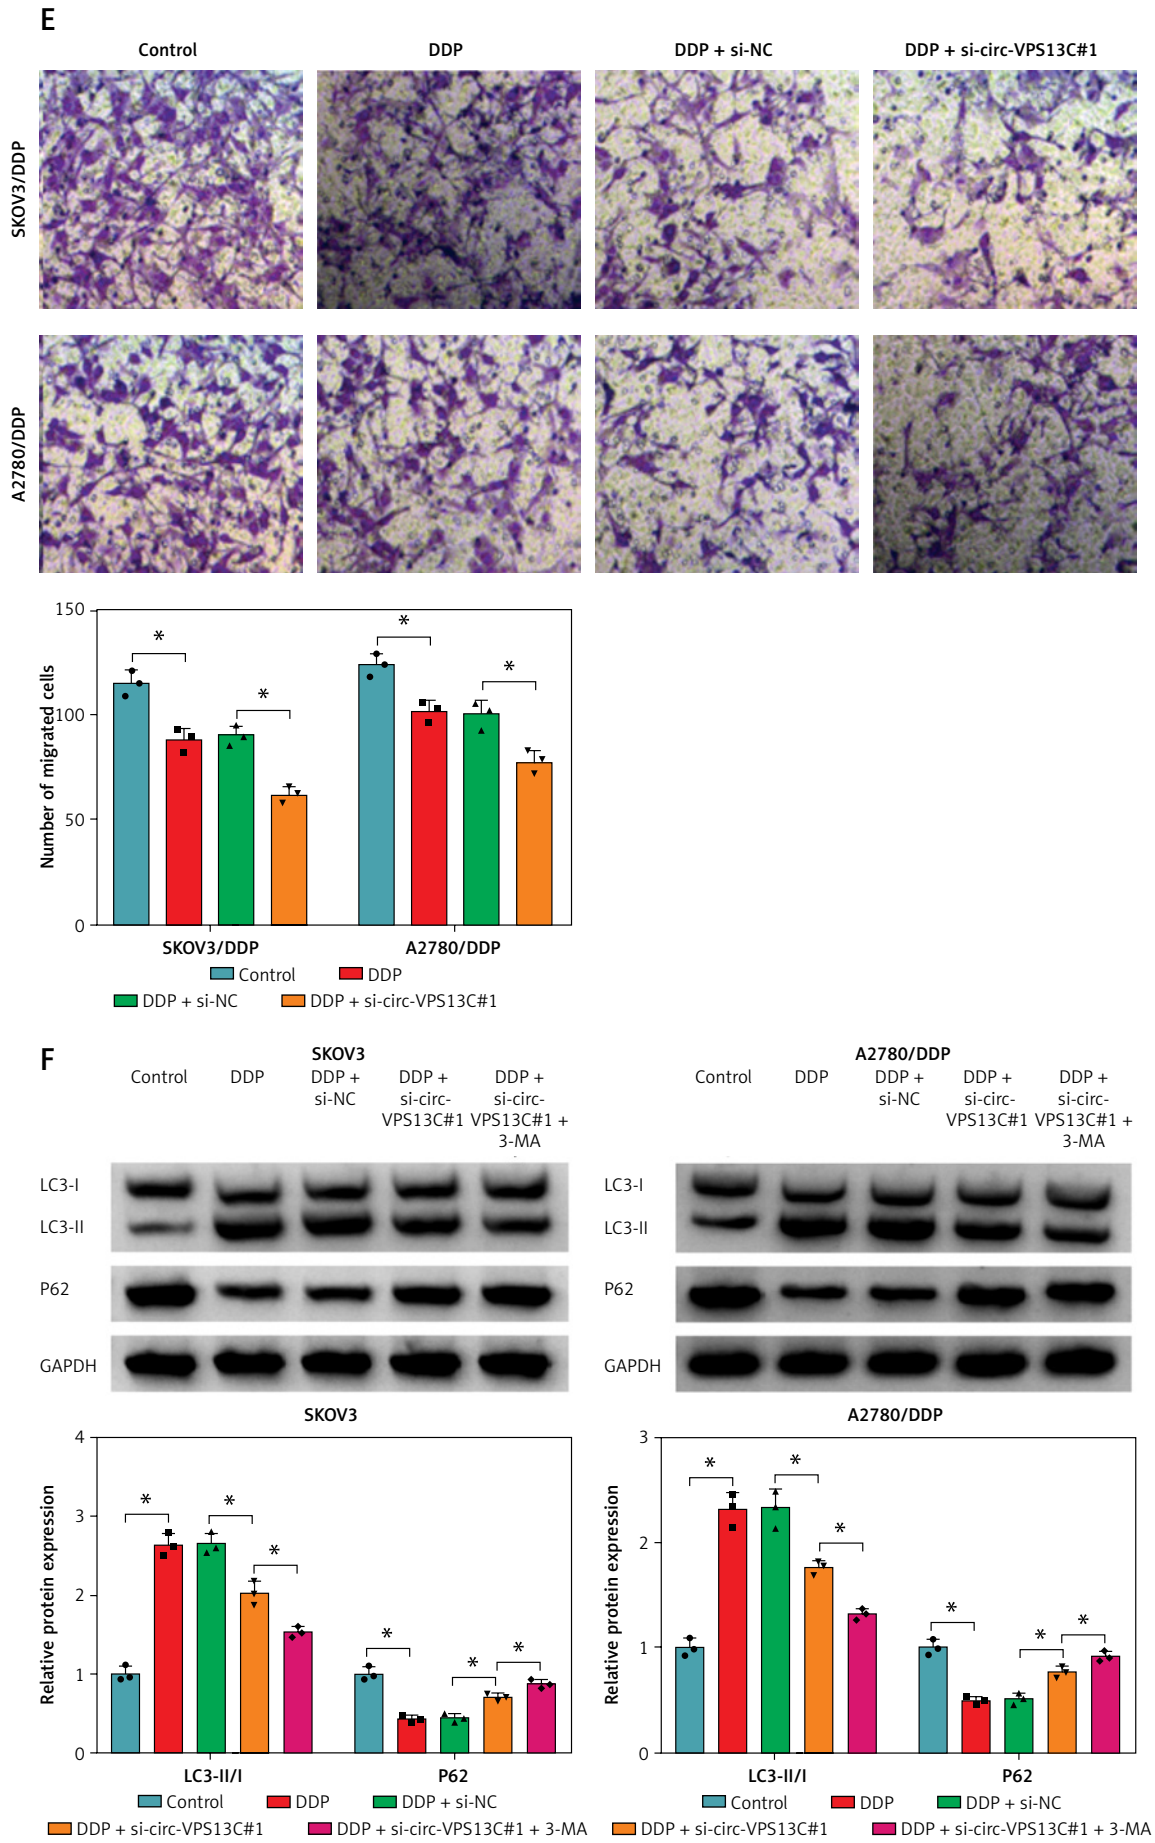 E
Control DDP DDP + si-NC DDP + si-circ-VPS13C#1
SKOV3/DDP
A2780/DDP
Number of migrated cells
150
100
50
0
* * * *
SKOV3/DDP A2780/DDP
Control DDP
DDP + si-NC DDP + si-circ-VPS13C#1
F
SKOV3
Control DDP DDP + DDP + DDP +
si-NC si-circ- si-circ-
VPS13C#1 VPS13C#1 +
3-MA
LC3-I
LC3-II
P62
GAPDH
A2780/DDP
Control DDP DDP + DDP + DDP +
si-NC si-circ- si-circ-
VPS13C#1 VPS13C#1 +
3-MA
LC3-I
LC3-II
P62
GAPDH
SKOV3
Relative protein expression
4
3
2
1
0
* * * * * *
LC3-II/I P62
Control DDP DDP + si-NC
DDP + si-circ-VPS13C#1 DDP + si-circ-VPS13C#1 + 3-MA
A2780/DDP
Relative protein expression
3
2
1
0
* * * * * *
LC3-II/I P62
Control DDP DDP + si-NC
DDP + si-circ-VPS13C#1 DDP + si-circ-VPS13C#1 + 3-MA